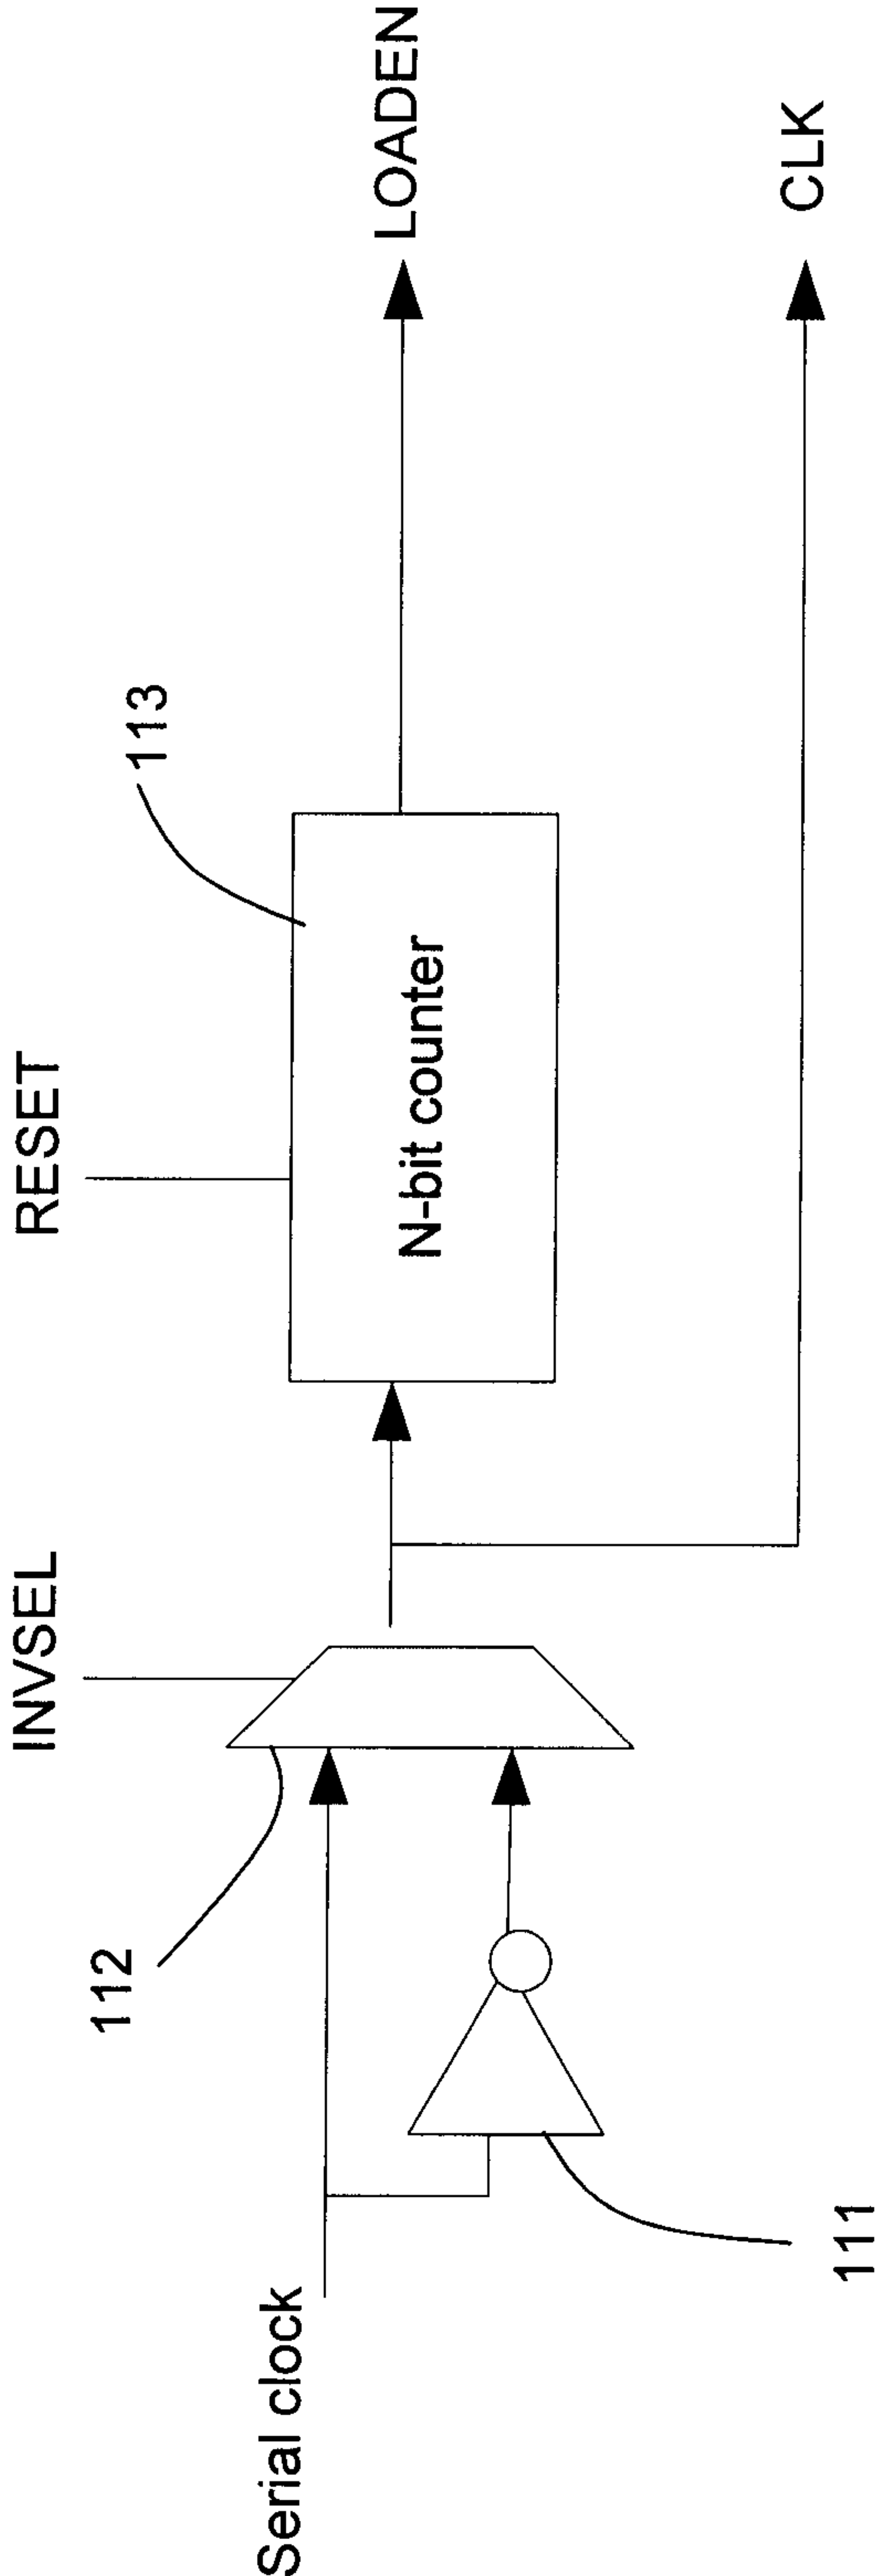 INVSEL
RESET
112
113
Serial clock
N-bit counter
LOADEN
111
CLK